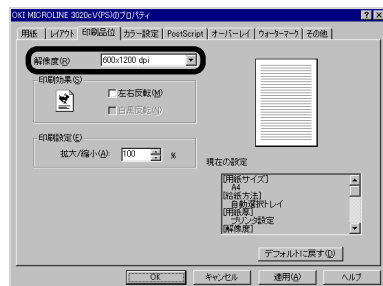 OKI MICROLINE 3020cV(PS)のプロパティ
用紙 レイアウト 印刷品位 カラー設定 PostScript オーバーレイ ウォーターマーク その他
解像度(R) 600x1200 dpi
印刷効果(S)
左右反転(M)
白黒反転(N)
印刷設定(E)
拡大/縮小(A): 100 %
現在の設定
[用紙サイズ]
A4
[給紙方法]
自動選択トレイ
[用紙厚]
プリンタ設定
[解像度]
デフォルトに戻す(D)
OK キャンセル 適用(A) ヘルプ